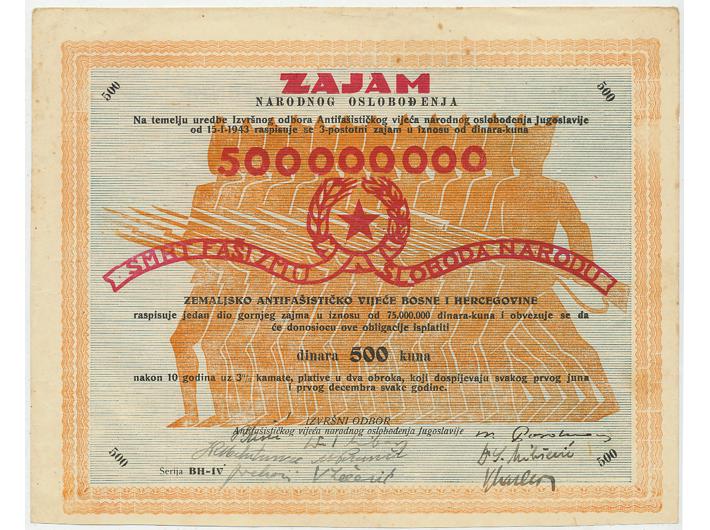 500
500
ZAJAM
NARODNOG OSLOBOĐENJA
Na temelju uredbe Izvršnog odbora Antifašističkog vijeća narodnog oslobođenja Jugoslavije
od 15-I-1943 raspisuje se 3-postotni zajam u iznosu od dinara-kuna
500000000
SMRT FAŠIZMU SLOBODA NARODU
ZEMALJSKO ANTIFAŠISTIČKO VIJEĆE BOSNE I HERCEGOVINE
raspisuje jedan dio gornjeg zajma u iznosu od 75.000.000 dinara-kuna i obvezuje se da
će donosiocu ove obligacije isplatiti
dinara 500 kuna
nakon 10 godina uz 3% kamate, plative u dva obroka, koji dospijevaju svakog prvog juna
i prvog decembra svake godine.
IZVRŠNI ODBOR
Antifašističkog vijeća narodnog oslobođenja Jugoslavije
500
Serija BH-IV
500